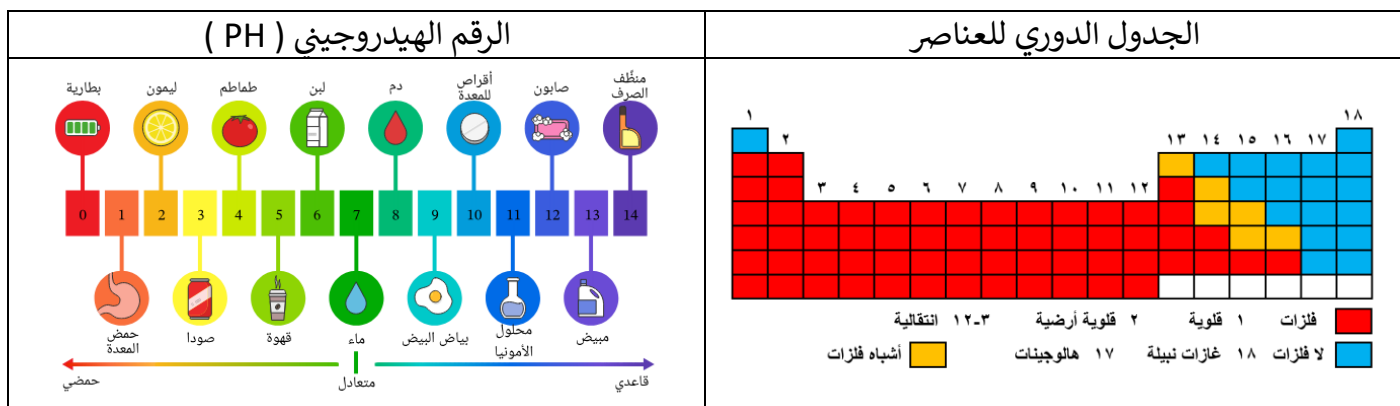 الجدول الدوري للعناصر
١ ١٨
٢ ١٣ ١٤ ١٥ ١٦ ١٧
٣ ٤ ٥ ٦ ٧ ٨ ٩ ١٠ ١١ ١٢
فلزات ١ قلوية ٢ قلوية أرضية ٣-١٢ انتقالية
لا فلزات ١٨ غازات نبيلة ١٧ هالوجينات أشباه فلزات
الرقم الهيدروجيني ( PH )
بطارية ليمون طماطم لبن دم أقراص للمعدة صابون منظّف الصرف
0 1 2 3 4 5 6 7 8 9 10 11 12 13 14
حمض المعدة صودا قهوة ماء بياض البيض محلول الأمونيا مبيض
حمضي متعادل قاعدي